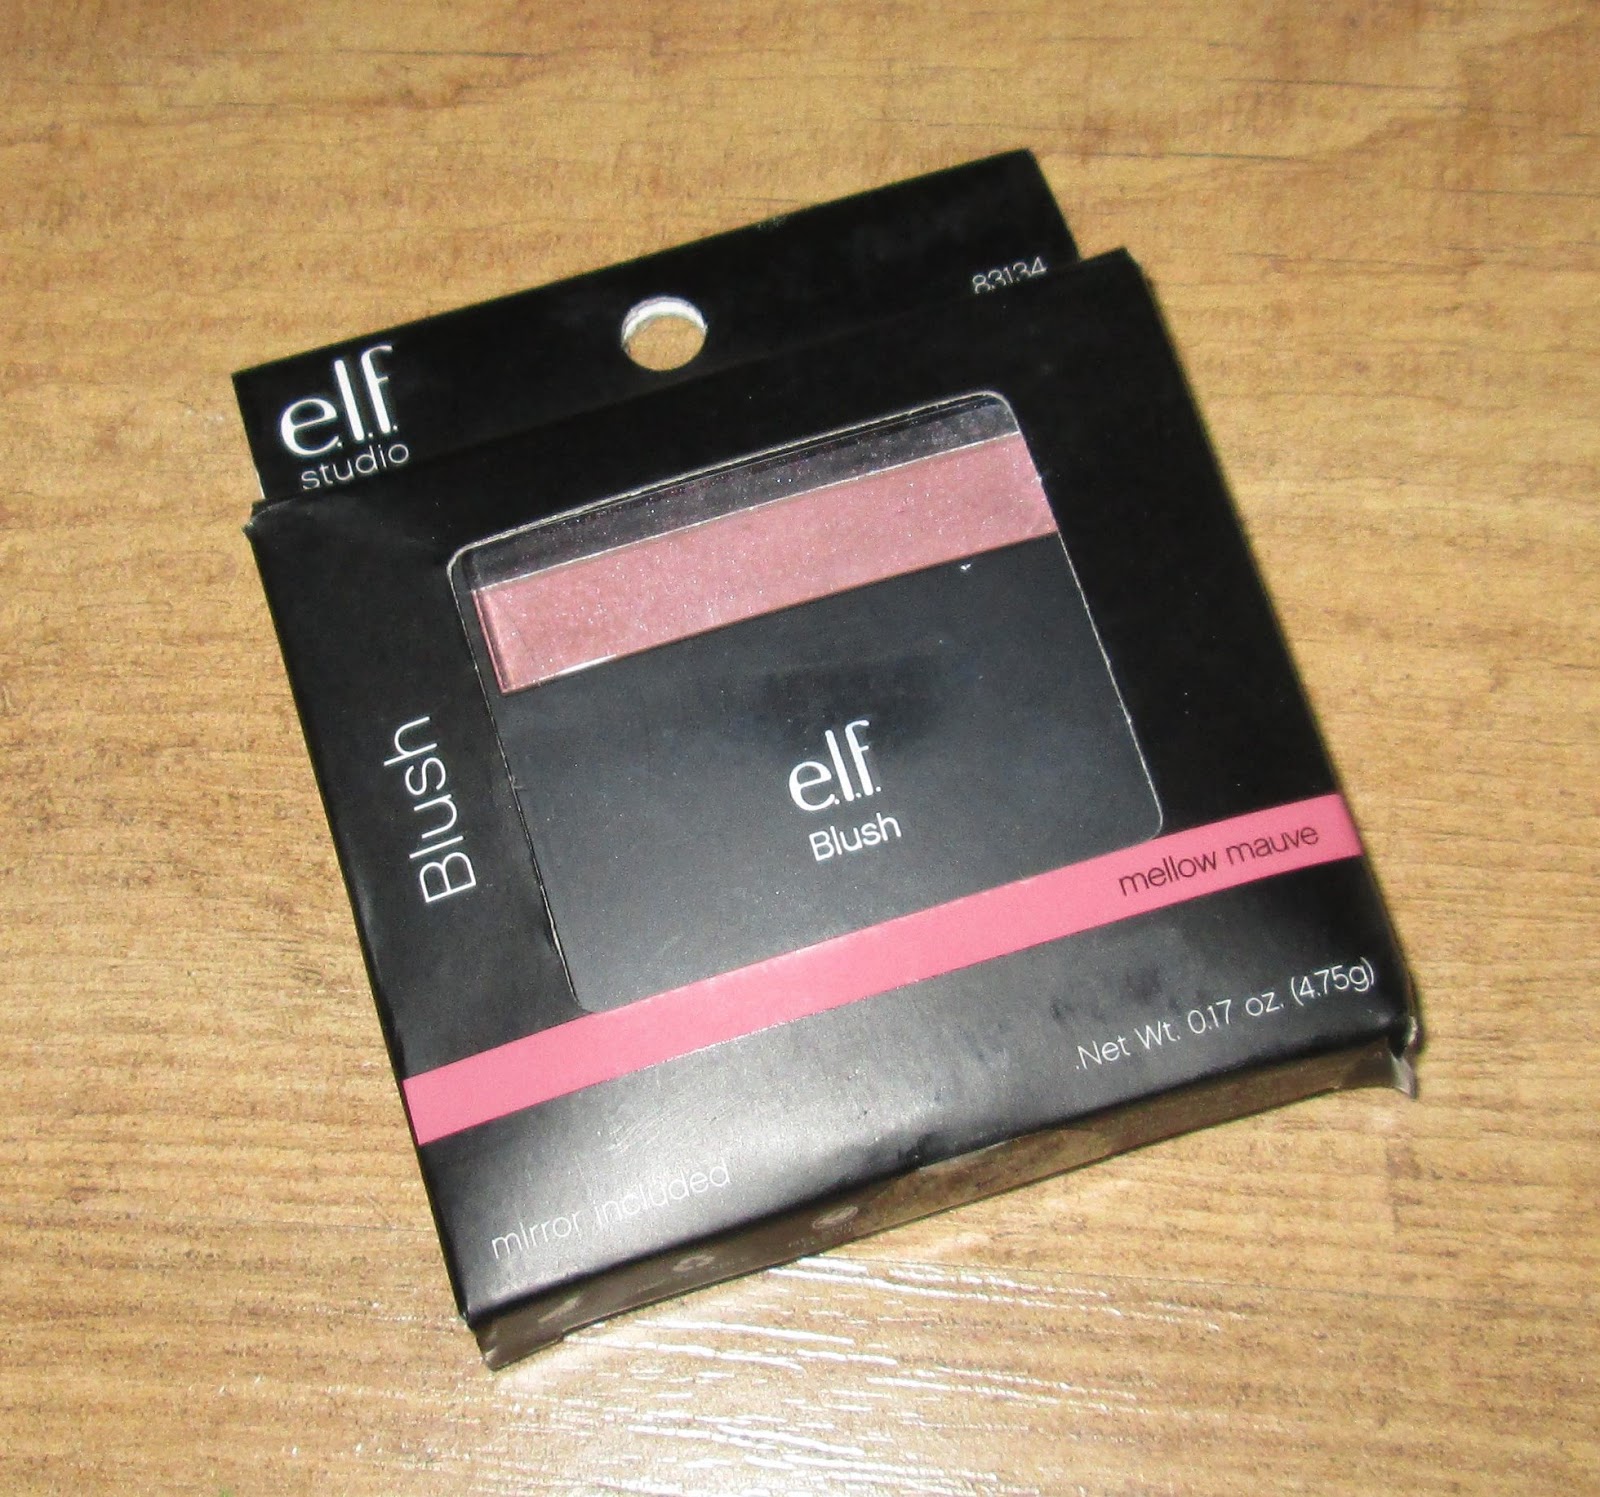 83134
e.l.f.
studio
Blush
e.l.f.
Blush
mellow mauve
Net Wt. 0.17 oz. (4.75g)
mirror included